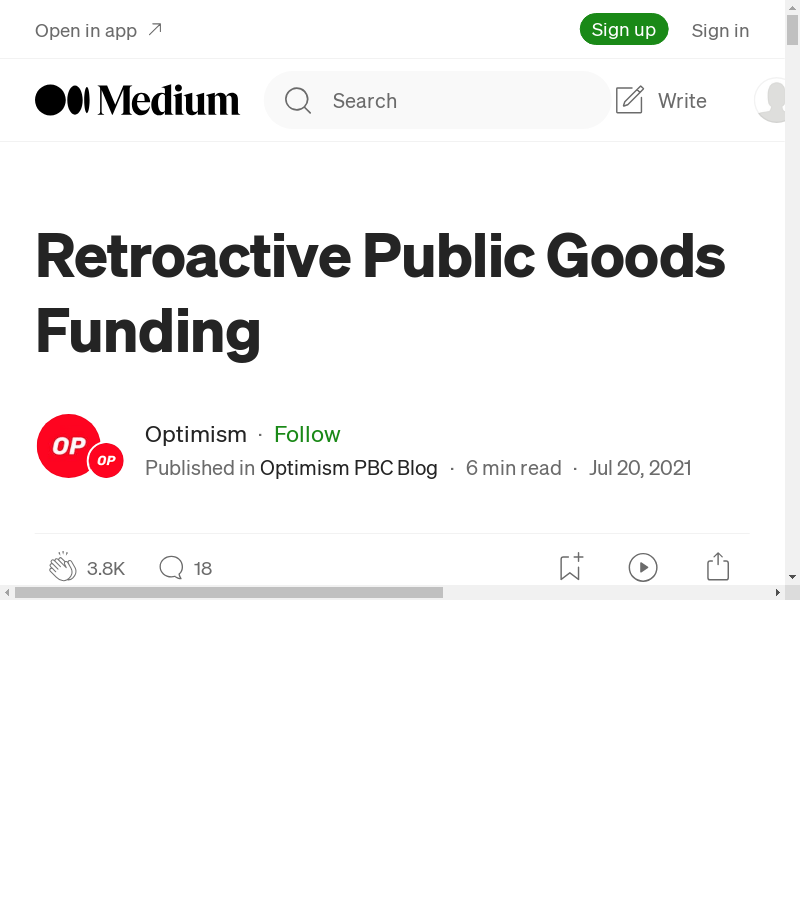 Open in app
Sign up
Sign in
Medium
Search
Write
Retroactive Public Goods
Funding
OP
OP
Optimism · Follow
Published in Optimism PBC Blog · 6 min read · Jul 20, 2021
3.8K
18